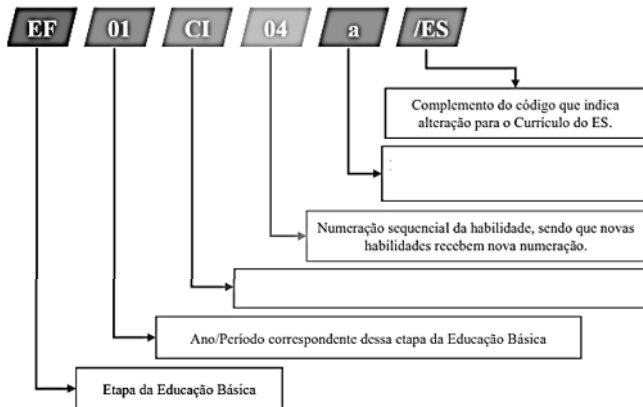 EF 01 CI 04 a /ES
Complemento do código que indica
alteração para o Currículo do ES.
:
Numeração sequencial da habilidade, sendo que novas
habilidades recebem nova numeração.
Ano/Período correspondente dessa etapa da Educação Básica
Etapa da Educação Básica